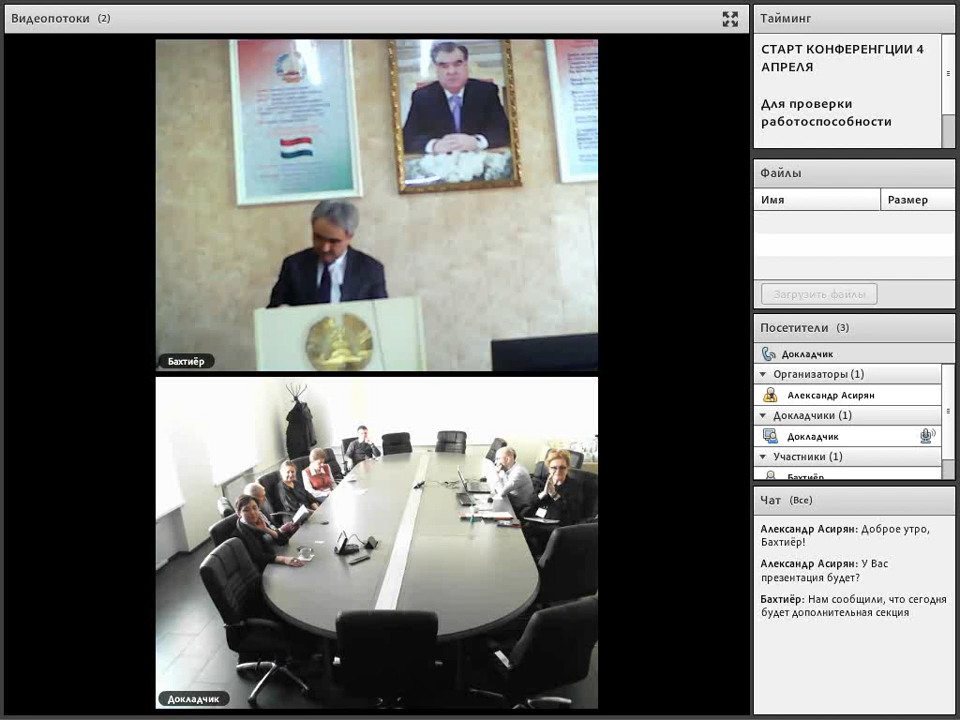 Видеопотоки (2)
Бахтиёр
Докладчик
Тайминг
СТАРТ КОНФЕРЕНГЦИИ 4
АПРЕЛЯ
Для проверки
работоспособности
Файлы
Имя Размер
Загрузить файлы
Посетители (3)
Докладчик
Организаторы (1)
Александр Асирян
Докладчики (1)
Докладчик
Участники (1)
Бахтиёр
Чат (Все)
Александр Асирян: Доброе утро,
Бахтиёр!
Александр Асирян: У Вас
презентация будет?
Бахтиёр: Нам сообщили, что сегодня
будет дополнительная секция